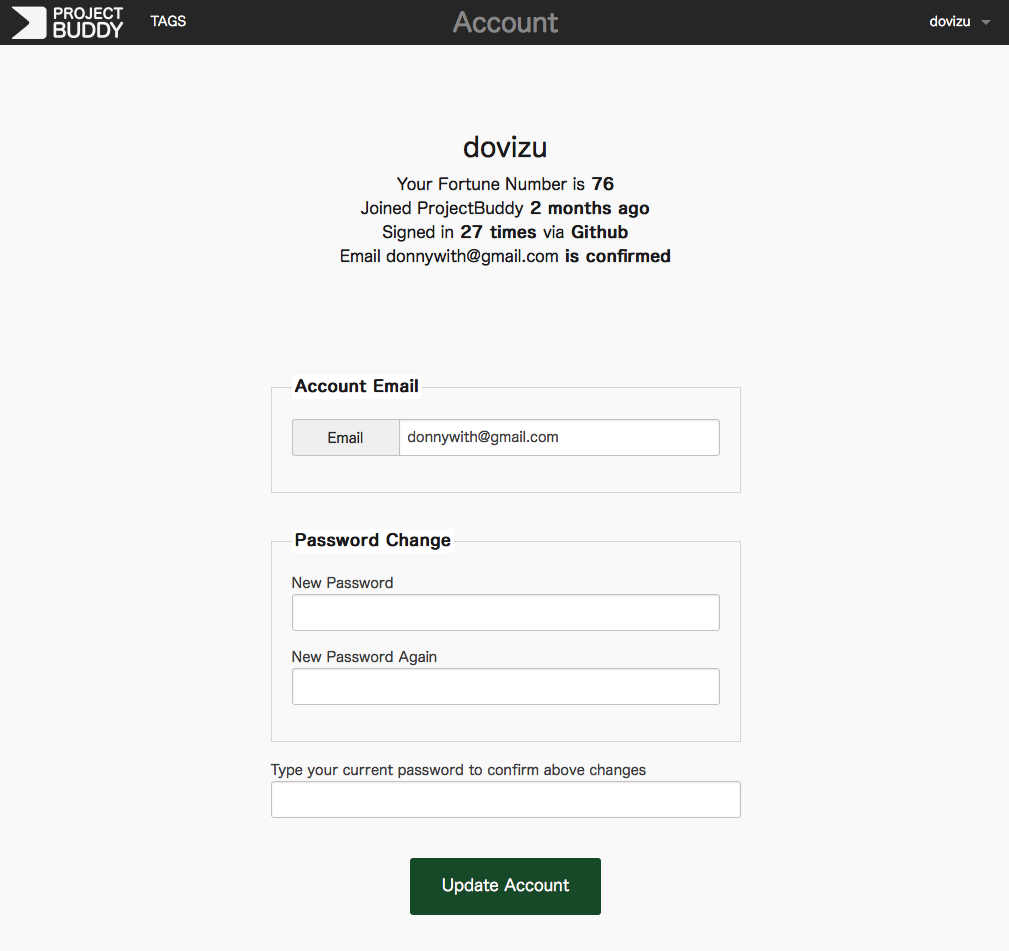 PROJECT
BUDDY
TAGS
Account
dovizu
dovizu
Your Fortune Number is 76
Joined ProjectBuddy 2 months ago
Signed in 27 times via Github
Email donnywith@gmail.com is confirmed
Account Email
Email
donnywith@gmail.com
Password Change
New Password
New Password Again
Type your current password to confirm above changes
Update Account